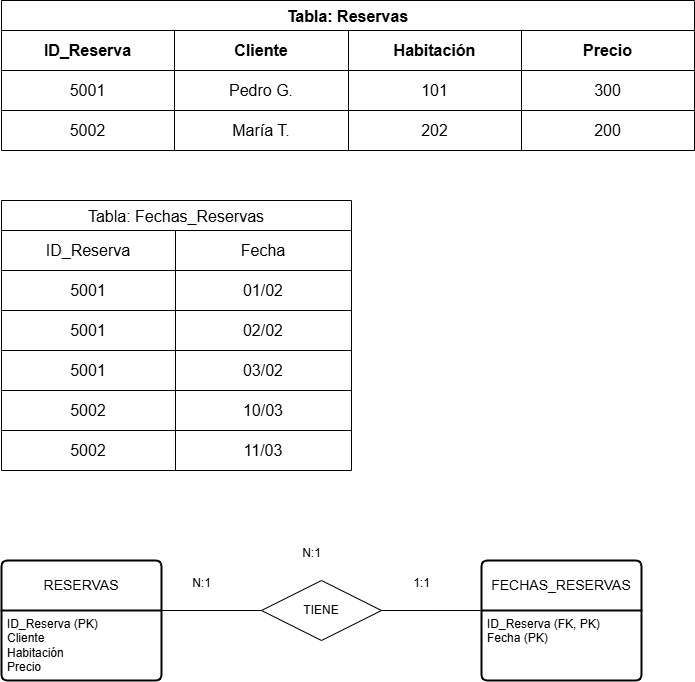 Tabla: Reservas
ID_Reserva Cliente Habitación Precio
5001 Pedro G. 101 300
5002 María T. 202 200
Tabla: Fechas_Reservas
ID_Reserva Fecha
5001 01/02
5001 02/02
5001 03/02
5002 10/03
5002 11/03
N:1
RESERVAS N:1 1:1 FECHAS_RESERVAS
TIENE
ID_Reserva (PK)
Cliente
Habitación
Precio
ID_Reserva (FK, PK)
Fecha (PK)